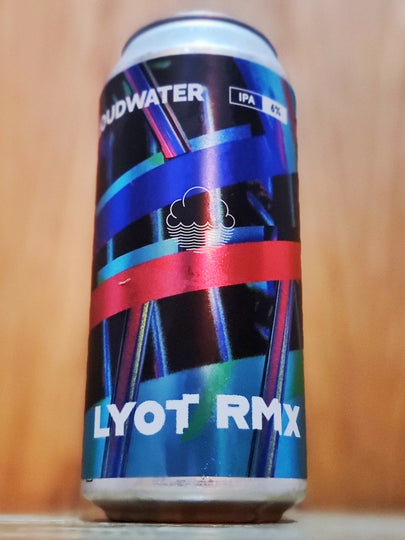 OUDWATER
IPA 6%
LYOT RMX